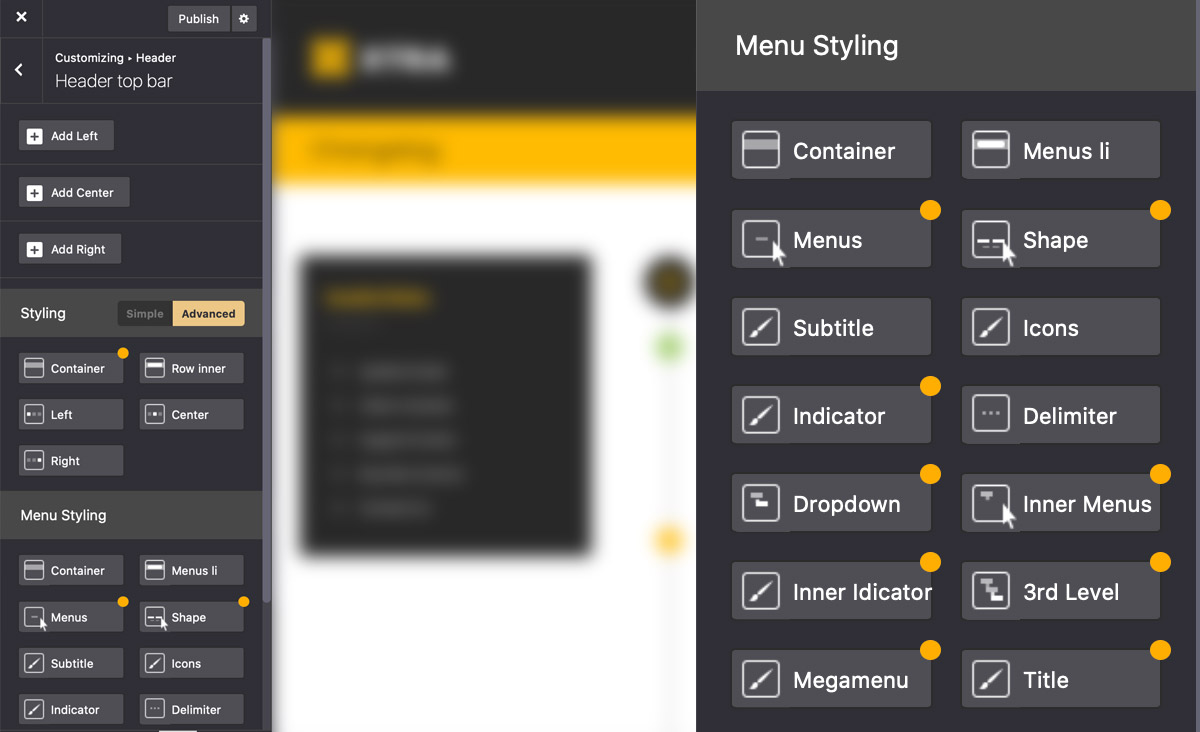 Publish
Customizing ▸ Header
Header top bar
Add Left
Add Center
Add Right
Styling Simple Advanced
Container Row inner
Left Center
Right
Menu Styling
Container Menus li
Menus Shape
Subtitle Icons
Indicator Delimiter
XTRA
Changelog
Menu Styling
Container Menus li
Menus Shape
Subtitle Icons
Indicator Delimiter
Dropdown Inner Menus
Inner Idicator 3rd Level
Megamenu Title